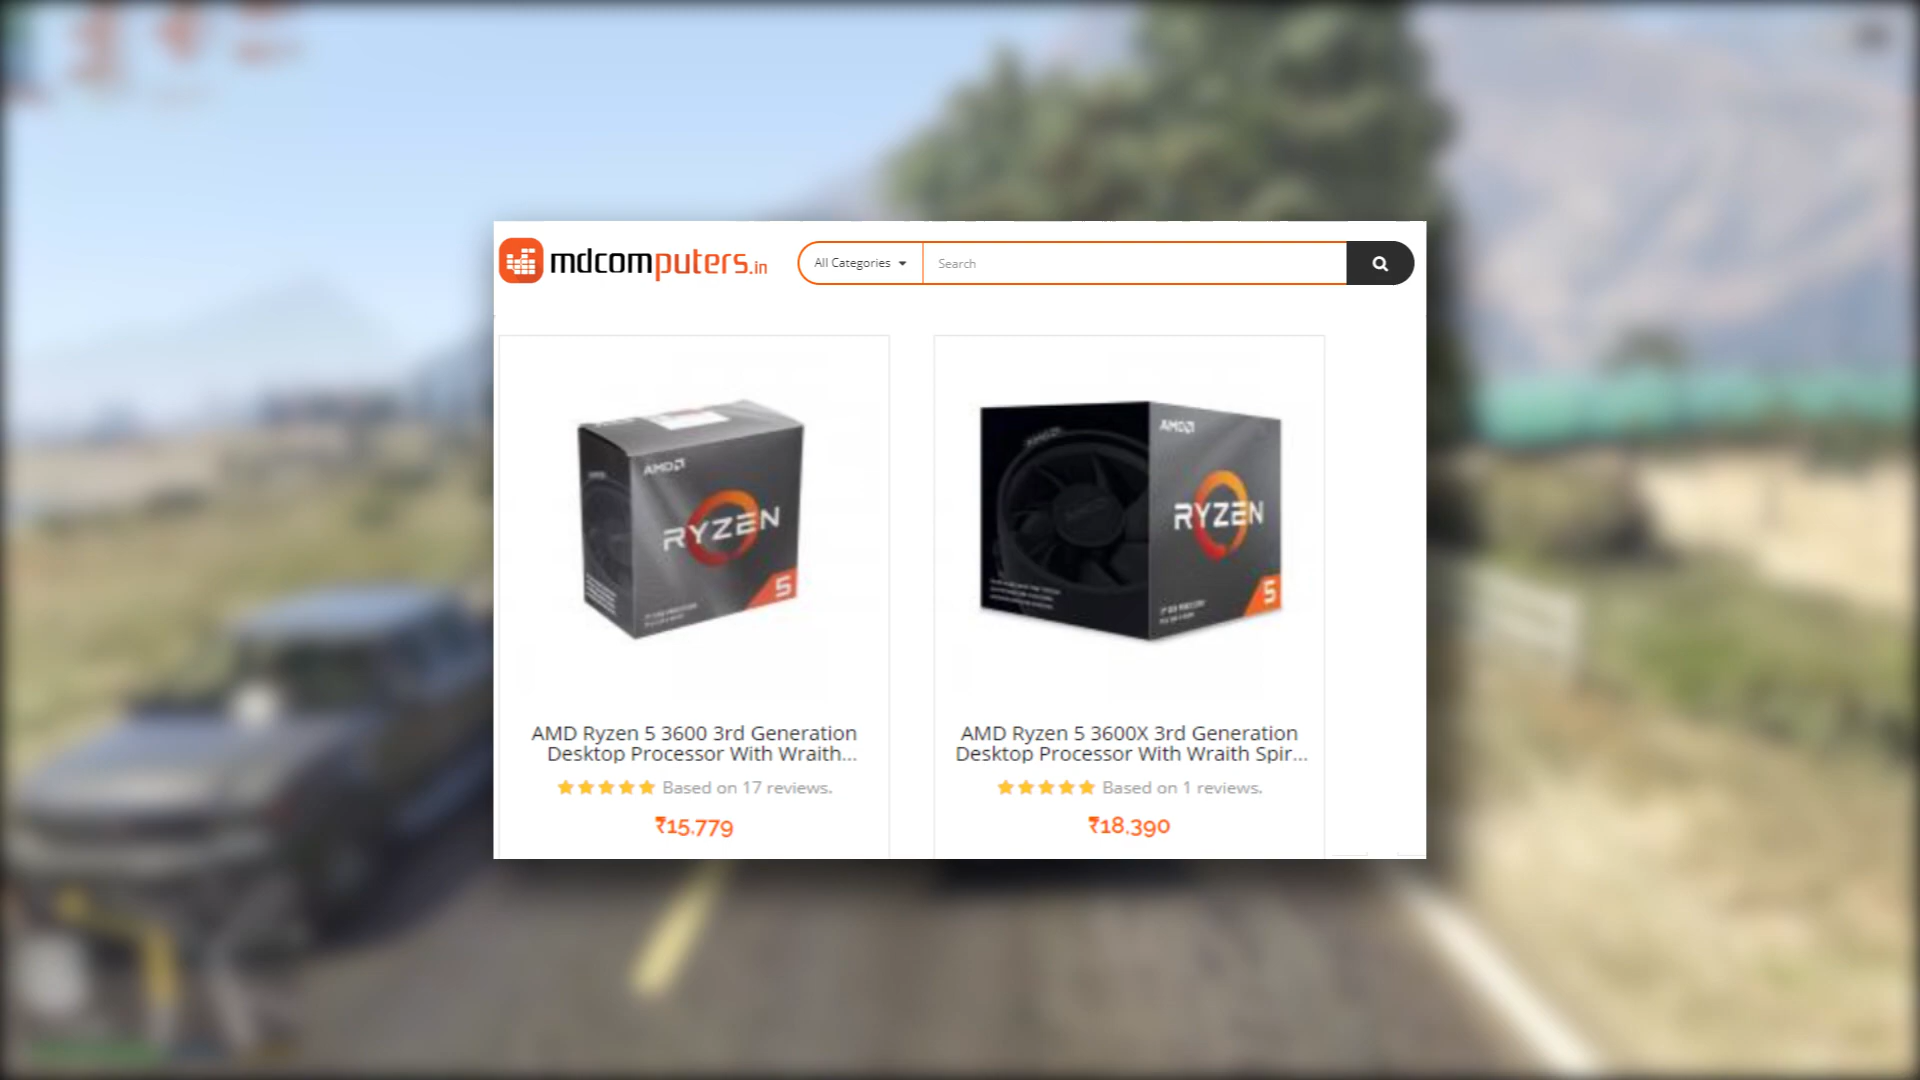 mdcomputers.in
All Categories
Search
AMD
RYZEN
5
AMD
AMD
RYZEN
5
AMD Ryzen 5 3600 3rd Generation
Desktop Processor With Wraith...
Based on 17 reviews.
₹15,779
AMD Ryzen 5 3600X 3rd Generation
Desktop Processor With Wraith Spir...
Based on 1 reviews.
₹18,390